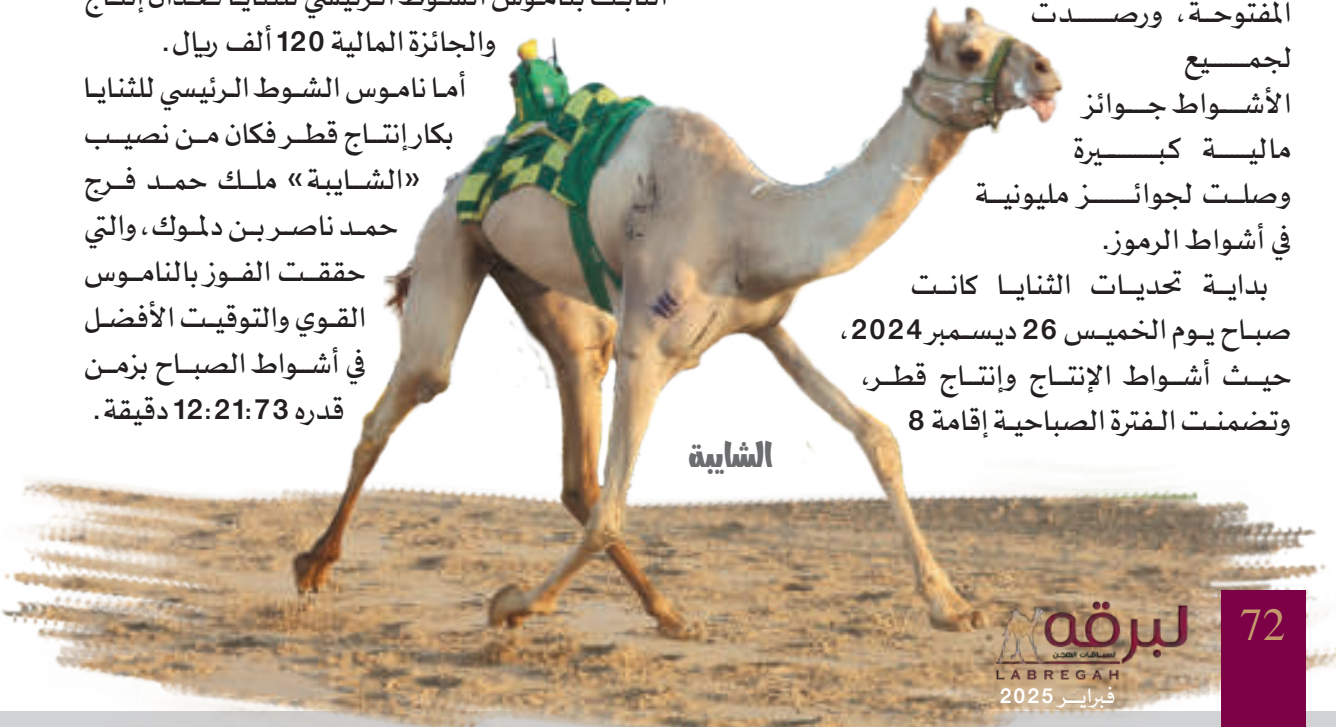 المفتوحة، ورصدت
لجميع
الأشواط جوائز
مالية كبيرة
وصلت لجوائز مليونية
في أشواط الرموز.
بداية تحديات الثنايا كانت
صباح يوم الخميس 26 ديسمبر 2024،
حيث أشواط الإنتاج وإنتاج قطر،
وتضمنت الفترة الصباحية إقامة 8
والجائزة المالية 120 ألف ريال.
أما ناموس الشوط الرئيسي للثنايا
بكار إنتاج قطر فكان من نصيب
«الشايبة» ملك حمد فرج
حمد ناصر بن دلموك، والتي
حققت الفوز بالناموس
القوي والتوقيت الأفضل
في أشواط الصباح بزمن
قدره 12:21:73 دقيقة.
الشايبة
لبرقه
لسباقات الهجن
LABREGAH
فبراير 2025
72